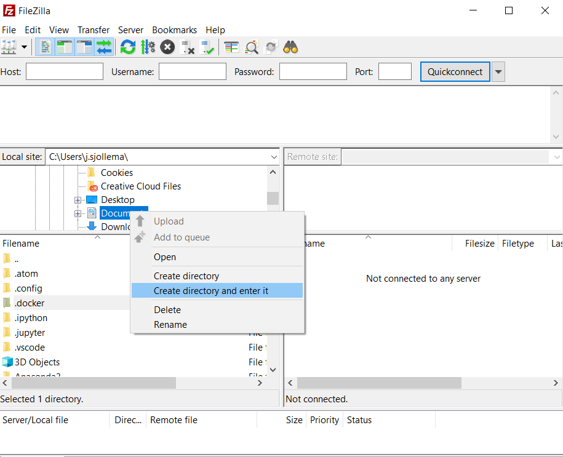 FileZilla
File Edit View Transfer Server Bookmarks Help
Host: Username: Password: Port: Quickconnect
Local site: C:\Users\j.sjollema\ Remote site:
Cookies
Creative Cloud Files
Desktop
Docum
Downl
Upload
Add to queue
Open
Create directory
Create directory and enter it
Delete
Rename
Filename
..
.atom
.config
.docker
.ipython
.jupyter
.vscode File
3D Objects File
Anaconda3
name Filesize Filetype Las
Not connected to any server
Selected 1 directory. Not connected.
Server/Local file Direc... Remote file Size Priority Status